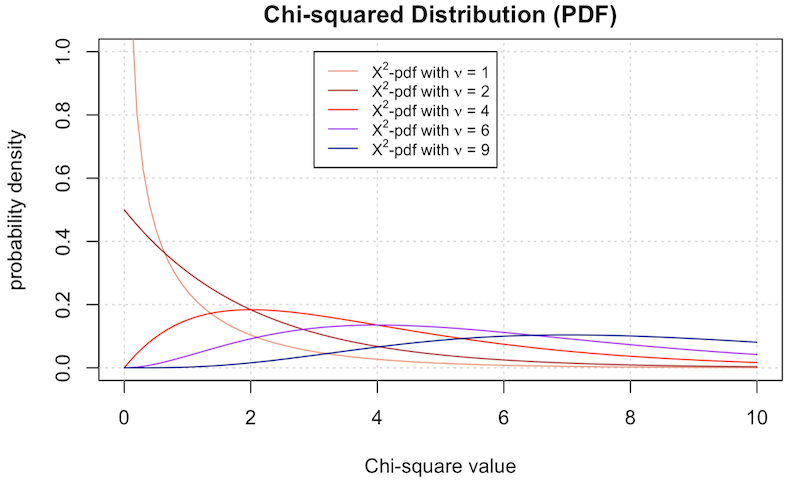 Chi-squared Distribution (PDF)
X²-pdf with ν = 1
X²-pdf with ν = 2
X²-pdf with ν = 4
X²-pdf with ν = 6
X²-pdf with ν = 9
probability density
1.0
0.8
0.6
0.4
0.2
0.0
0 2 4 6 8 10
Chi-square value